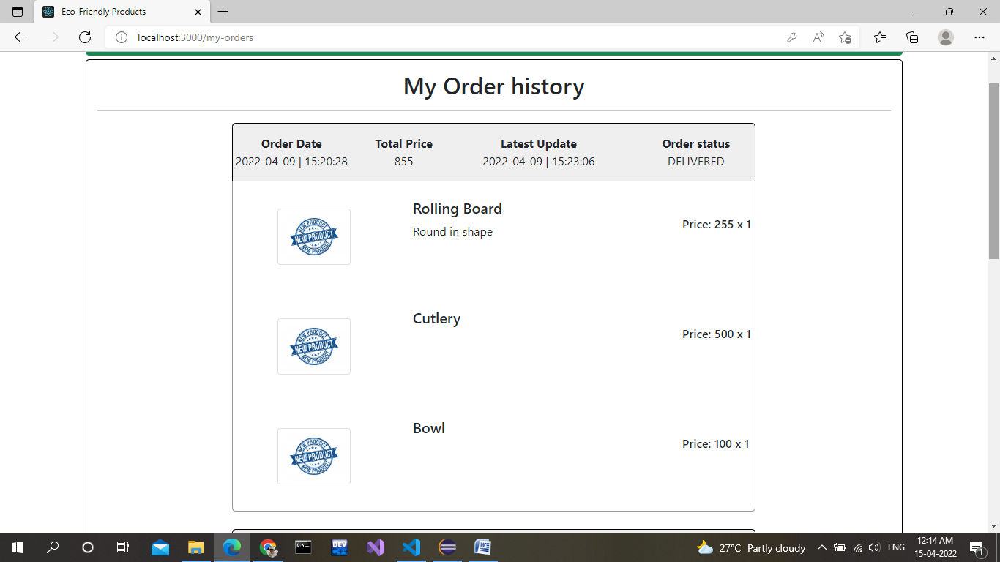 Eco-Friendly Products
localhost:3000/my-orders
My Order history
Order Date Total Price Latest Update Order status
2022-04-09 | 15:20:28 855 2022-04-09 | 15:23:06 DELIVERED
NEW PRODUCT
NEW PRODUCT
NEW PRODUCT
Rolling Board
Round in shape
Price: 255 x 1
NEW PRODUCT
NEW PRODUCT
NEW PRODUCT
Cutlery
Price: 500 x 1
NEW PRODUCT
NEW PRODUCT
NEW PRODUCT
Bowl
Price: 100 x 1
DEV
27°C Partly cloudy
ENG
12:14 AM
15-04-2022
1